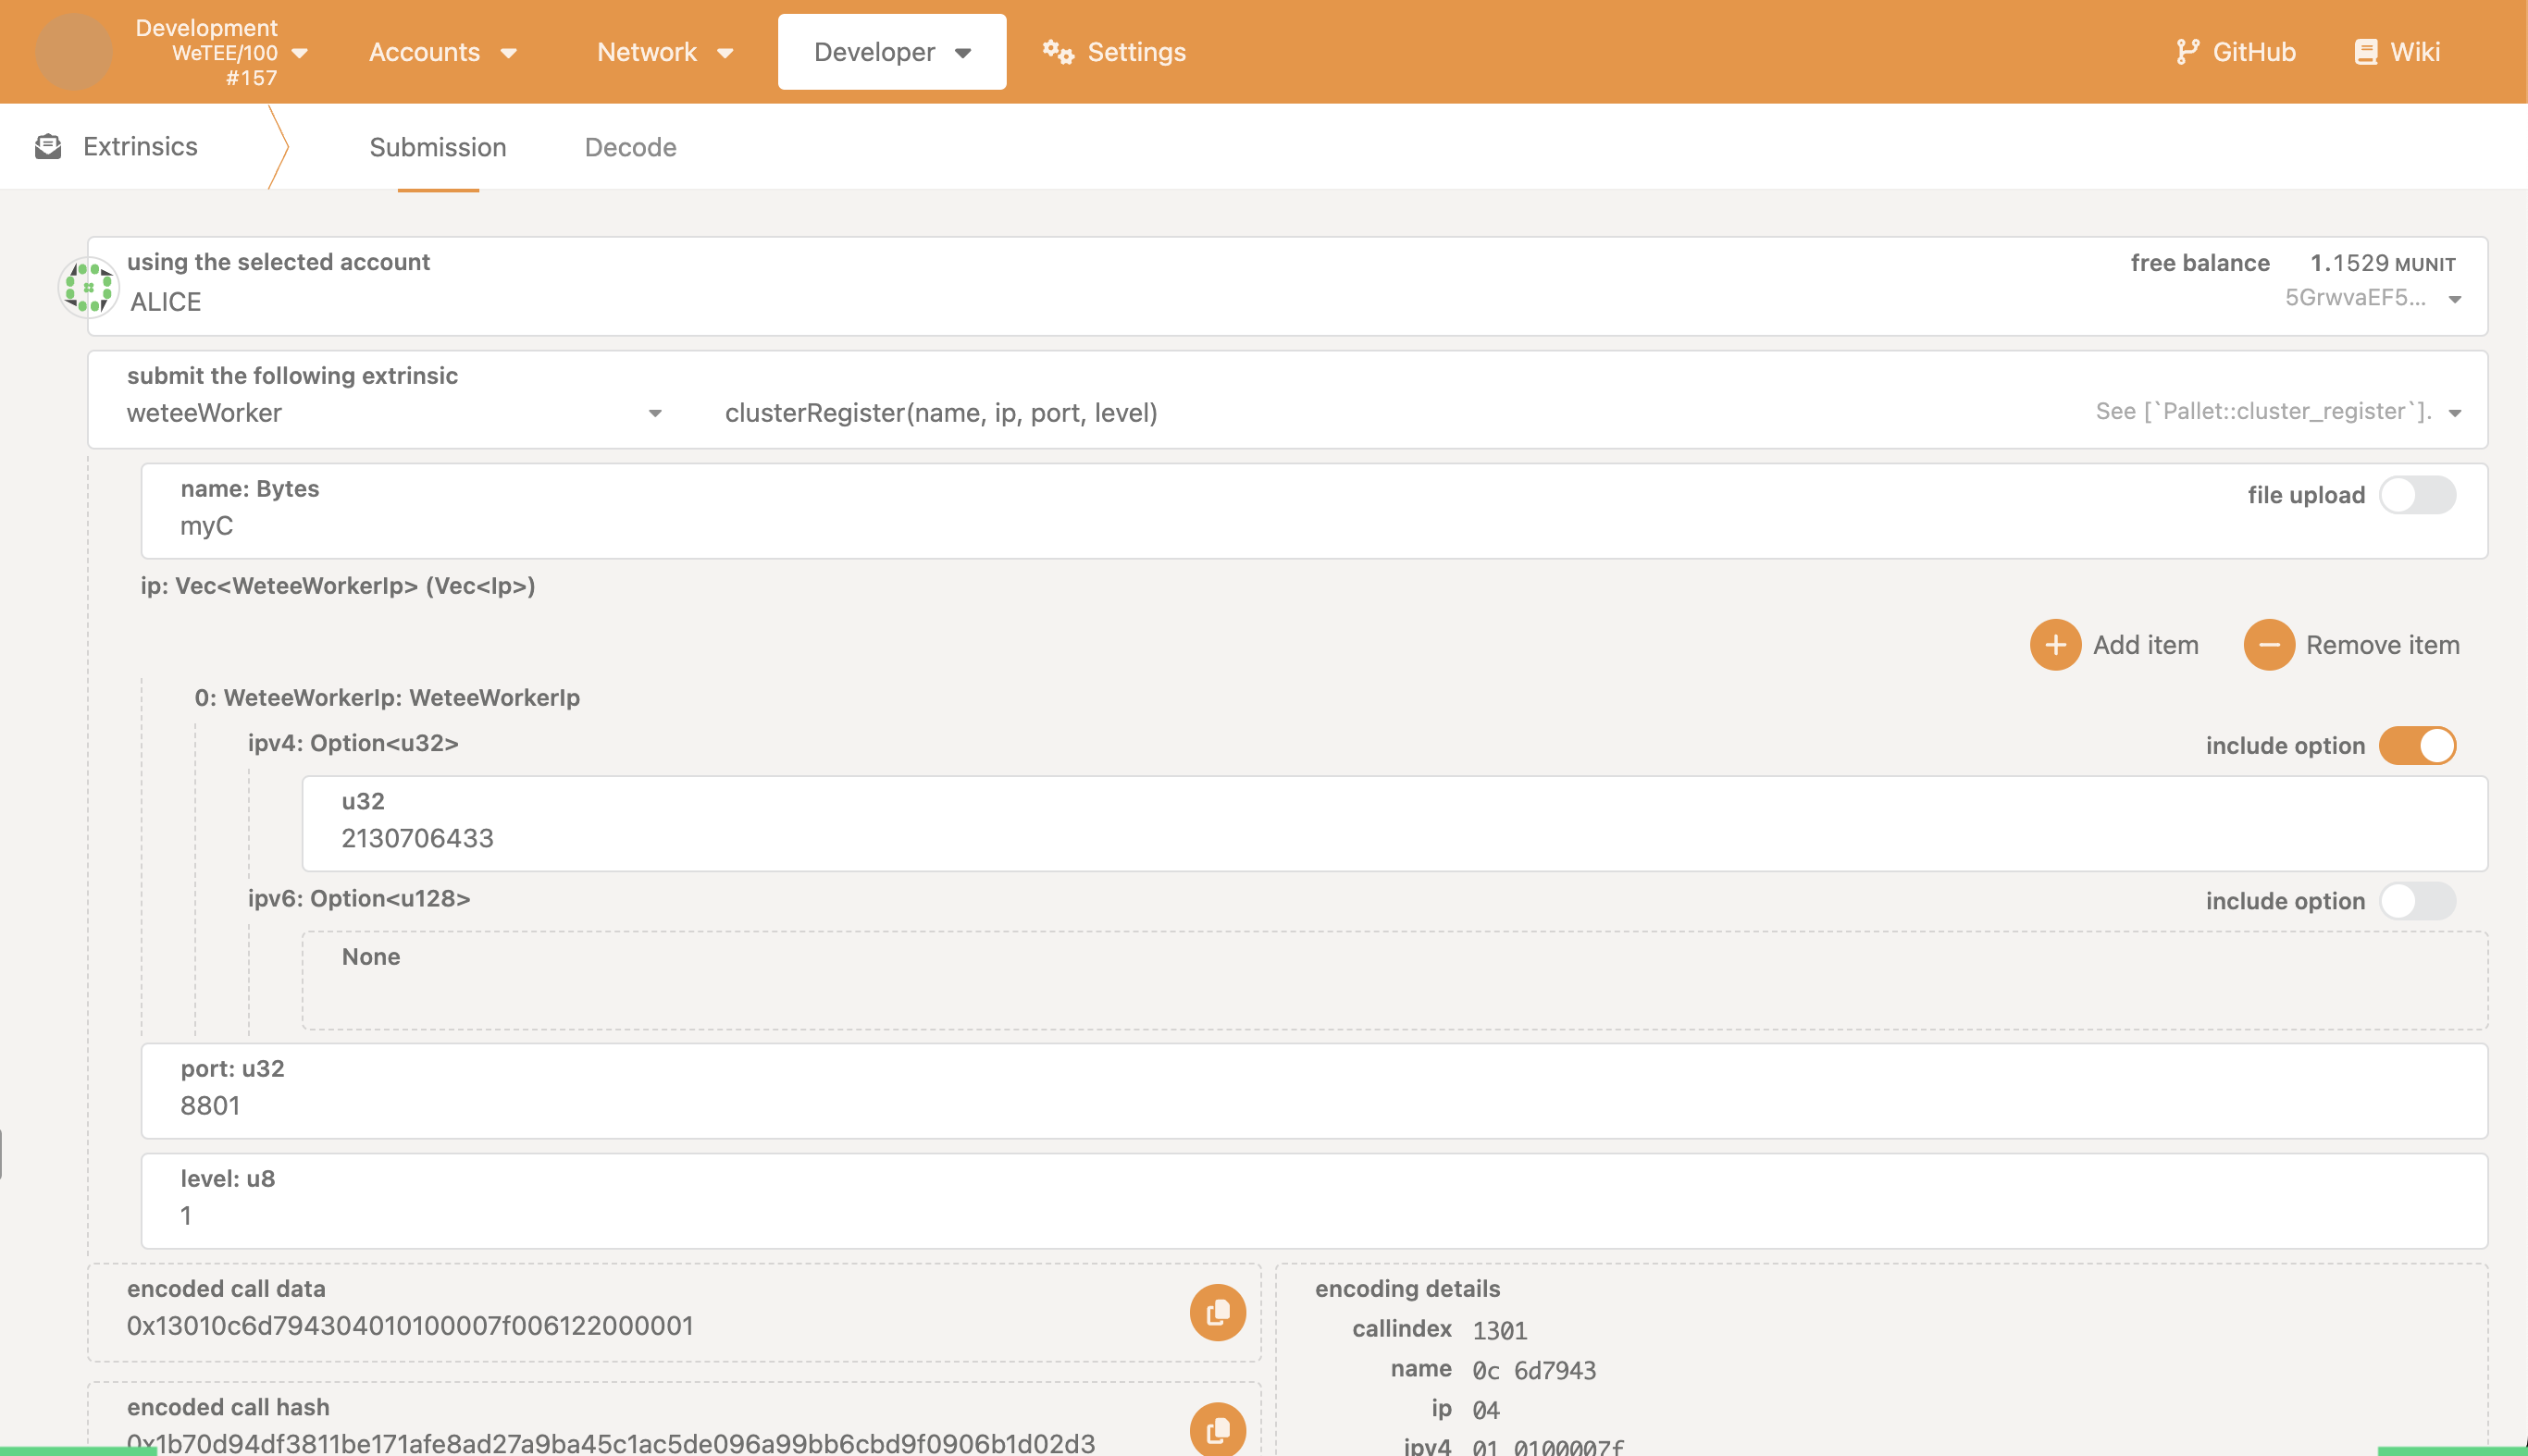 Development
WeTEE/100
#157
Accounts
Network
Developer
Settings
GitHub
Wiki
Extrinsics
Submission
Decode
using the selected account
ALICE
free balance 1.1529 MUNIT
5GrwvaEF5...
submit the following extrinsic
weteeWorker
clusterRegister(name, ip, port, level)
See [`Pallet::cluster_register`].
name: Bytes
myC
file upload
ip: Vec<WeteeWorkerIp> (Vec<Ip>)
Add item
Remove item
0: WeteeWorkerIp: WeteeWorkerIp
ipv4: Option<u32>
include option
u32
2130706433
ipv6: Option<u128>
include option
None
port: u32
8801
level: u8
1
encoded call data
0x13010c6d794304010100007f006122000001
encoded call hash
0x1b70d94df3811be171afe8ad27a9ba45c1ac5de096a99bb6cbd9f0906b1d02d3
encoding details
callindex 1301
name 0c 6d7943
ip 04
ipv4 01 0100007f